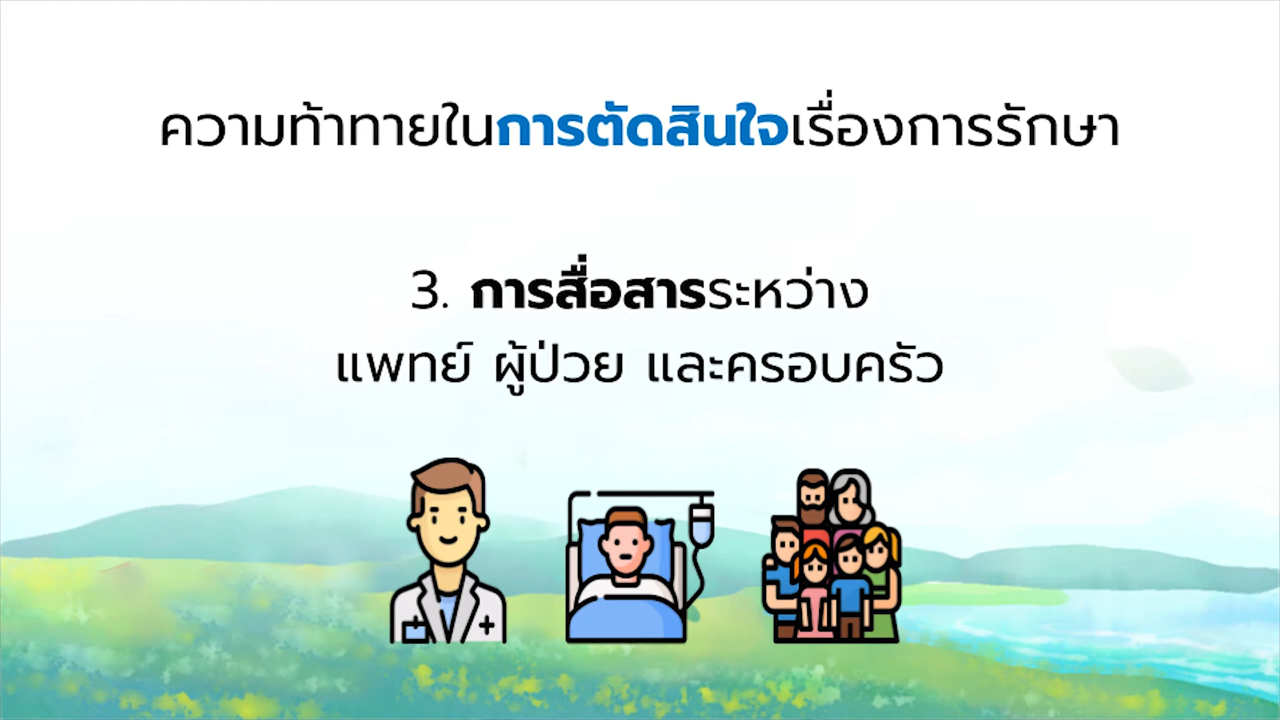 ความท้าทายในการตัดสินใจเรื่องการรักษา
3. การสื่อสารระหว่าง
แพทย์ ผู้ป่วย และครอบครัว